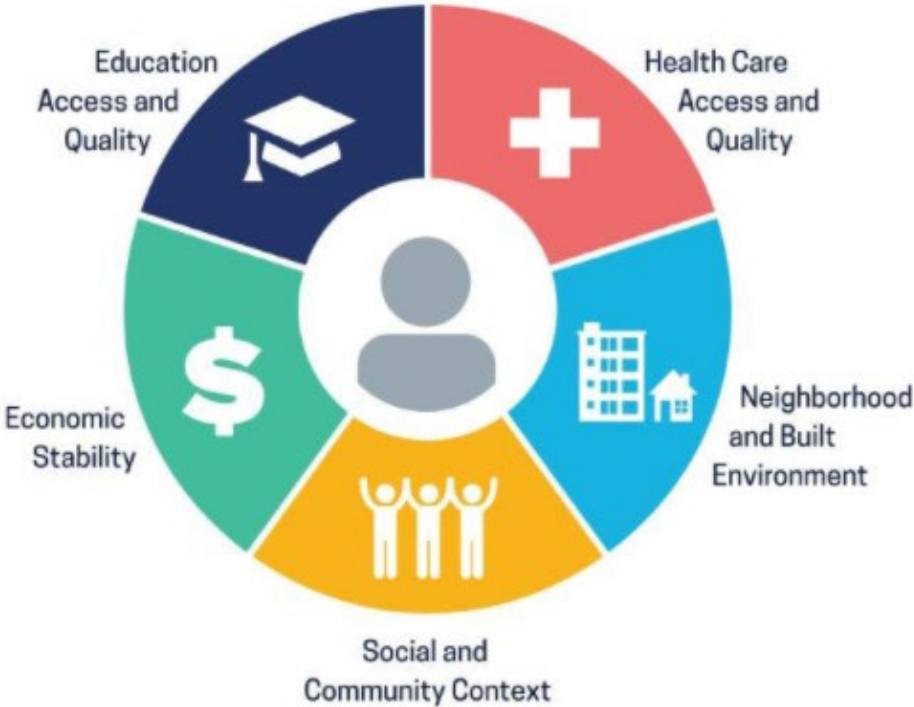 Education
Access and
Quality
Health Care
Access and
Quality
Economic
Stability
Neighborhood
and Built
Environment
Social and
Community Context